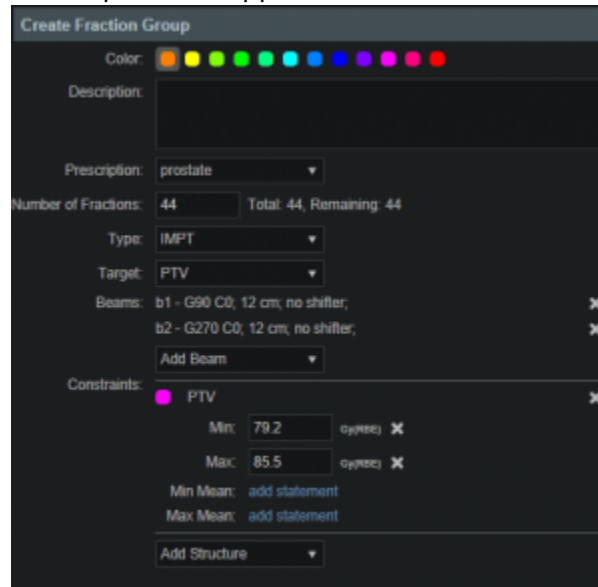 Create Fraction Group
Color:
Description:
Prescription: prostate
Number of Fractions: 44 Total: 44, Remaining: 44
Type: IMPT
Target: PTV
Beams: b1 - G90 C0; 12 cm; no shifter;
b2 - G270 C0; 12 cm; no shifter;
Add Beam
Constraints:
PTV
Min: 79.2 Gy(RBE)
Max: 85.5 Gy(RBE)
Min Mean: add statement
Max Mean: add statement
Add Structure